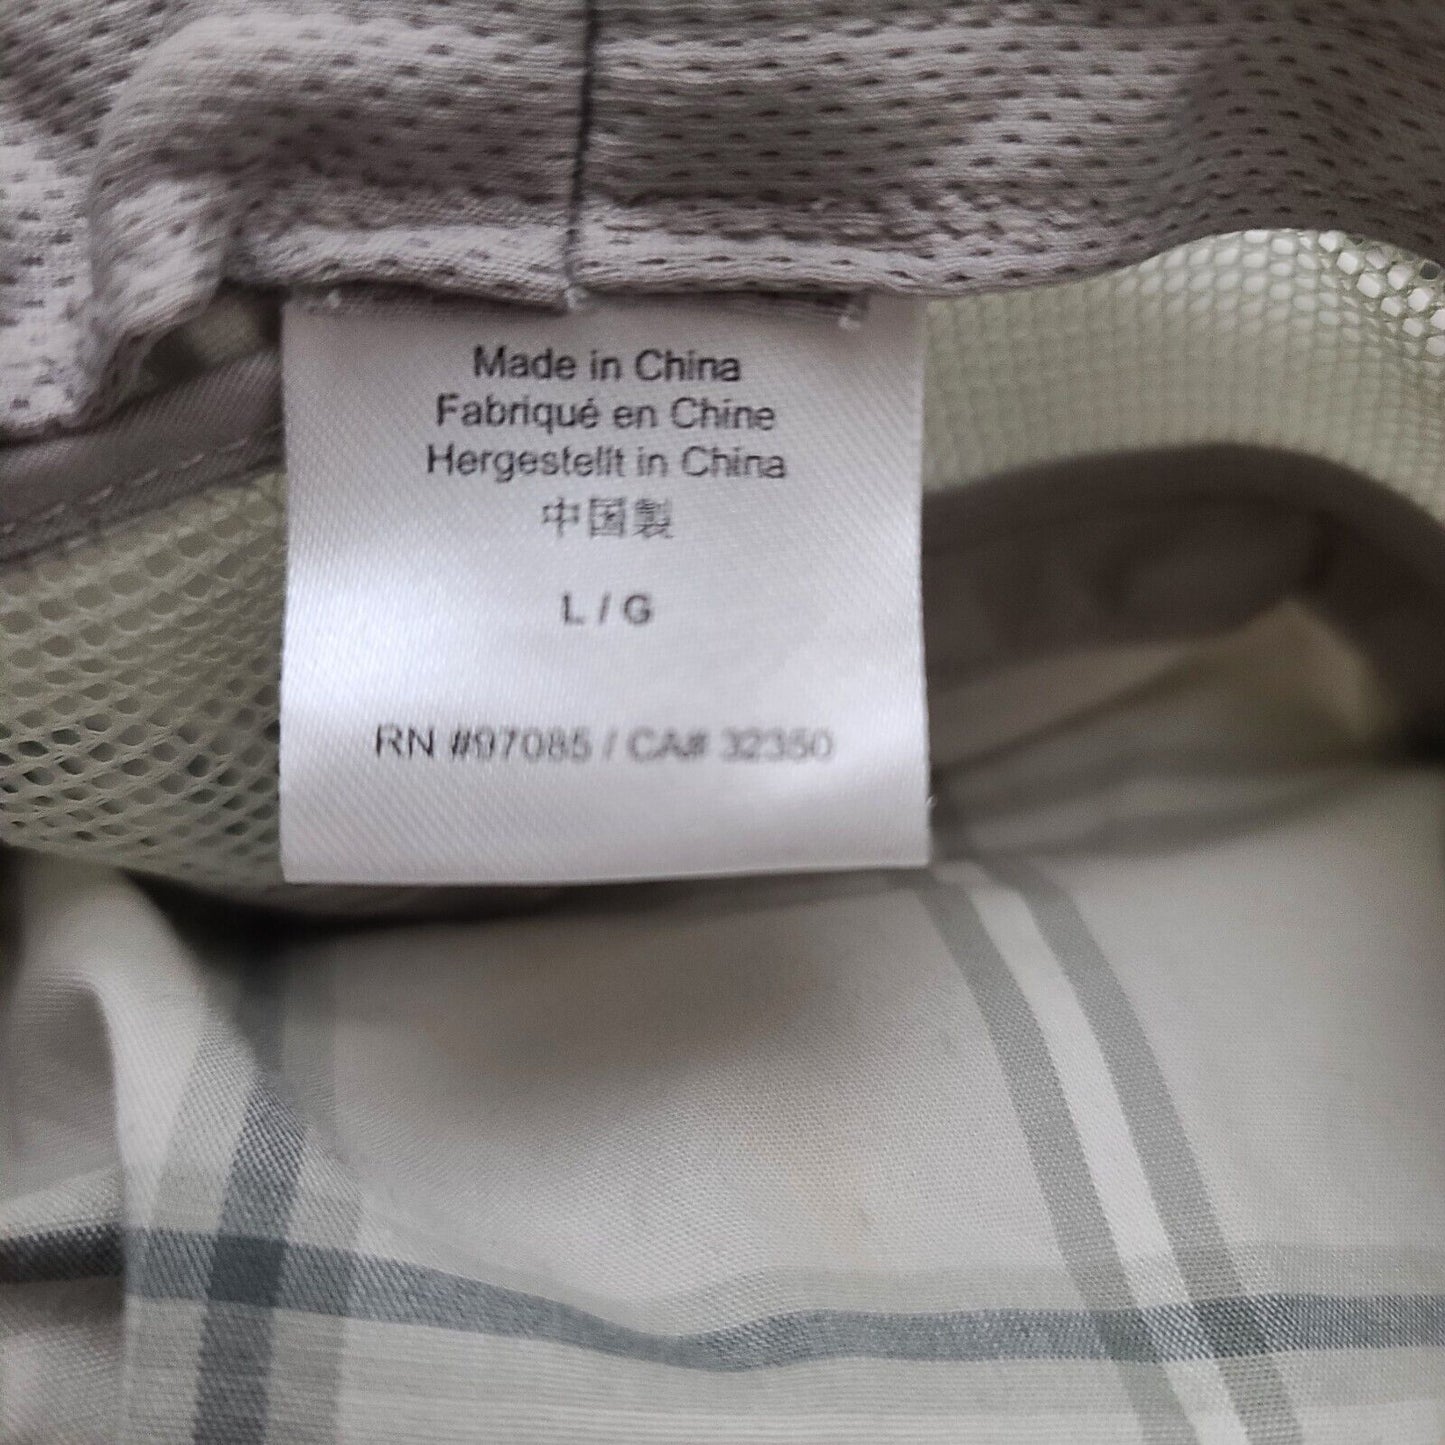 Made in China
Fabriqué en Chine
Hergestellt in China
中国製
L / G
RN #97085 / CA# 32350